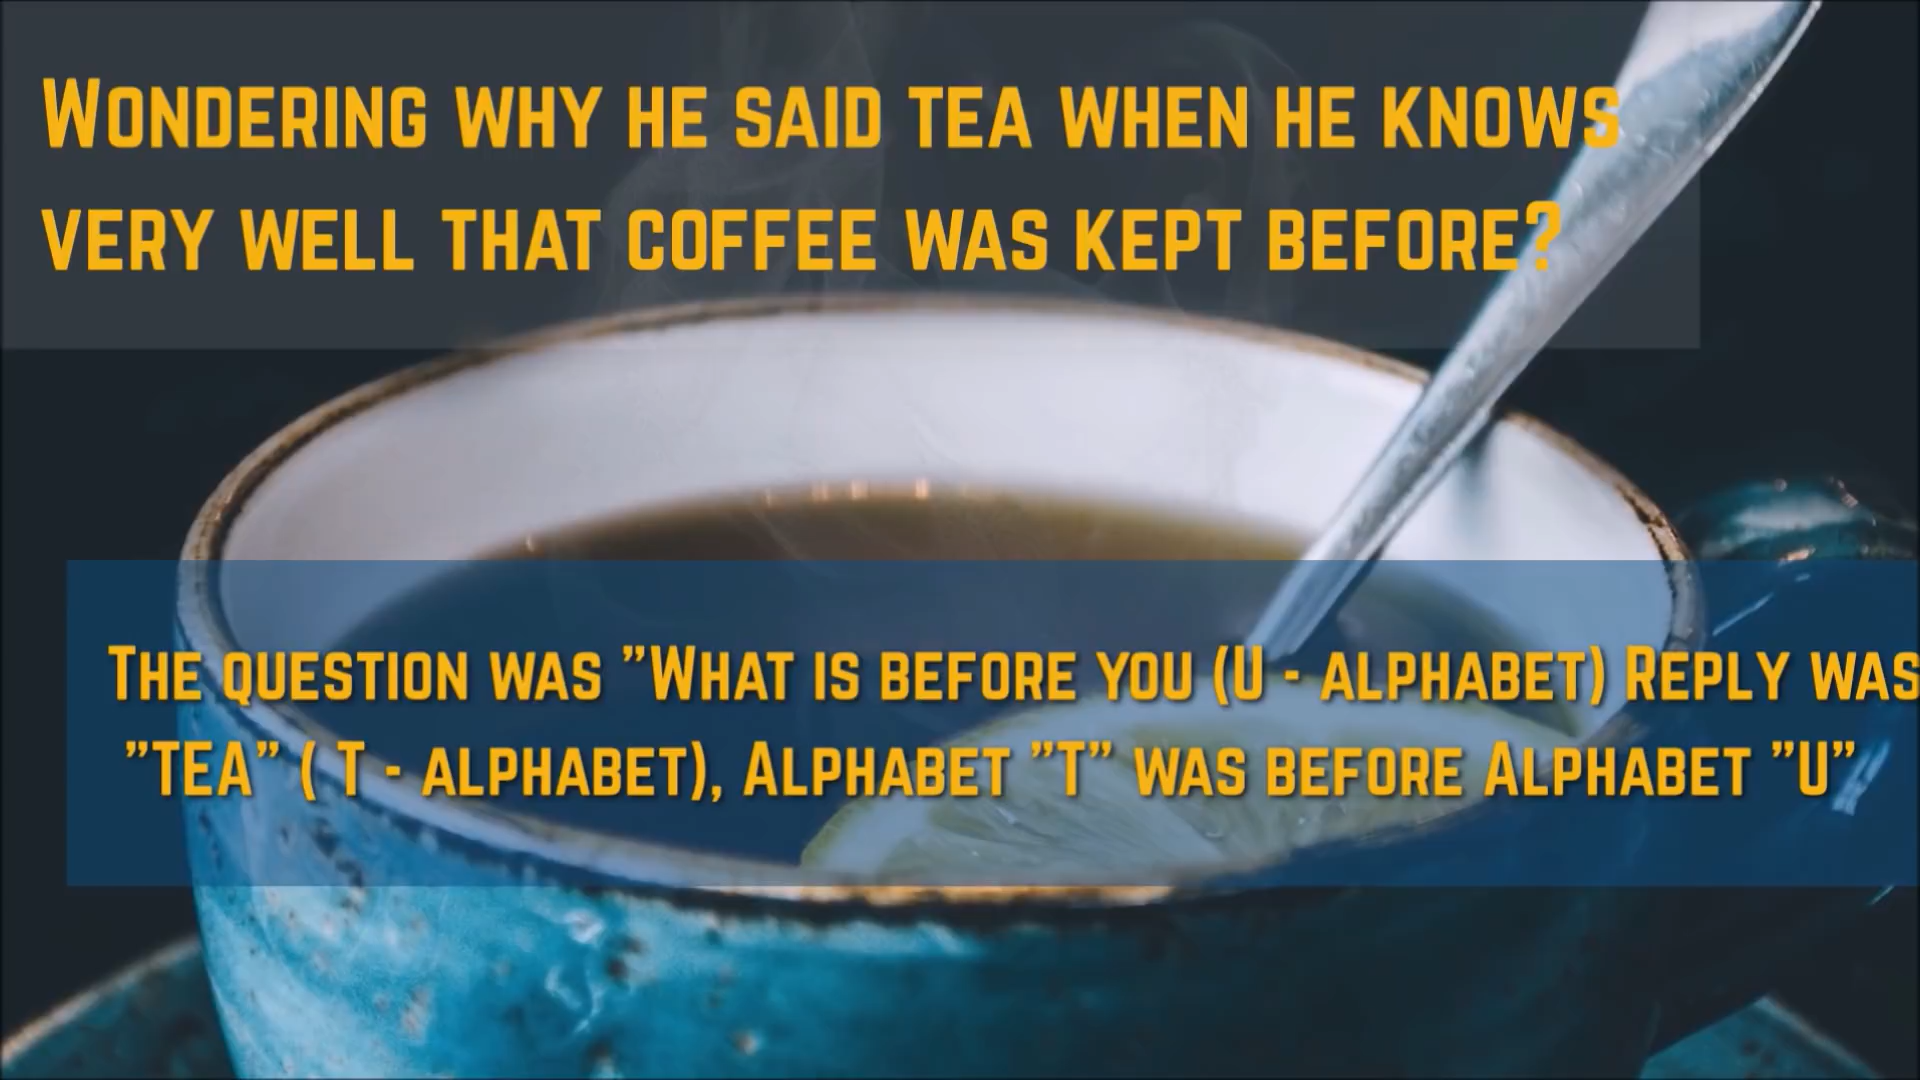 Wondering why he said tea when he knows
very well that coffee was kept before?
The question was "What is before you (U - alphabet) Reply was
"TEA" ( T - alphabet), Alphabet "T" was before Alphabet "U"